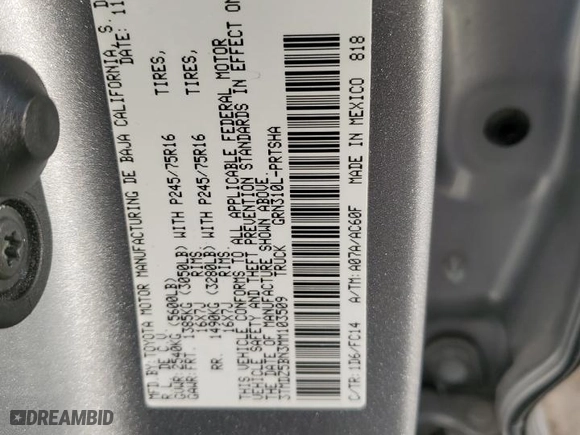 MFD.BY:TOYOTA MOTOR MANUFACTURING DE BAJA CALIFORNIA, S. D
R.L. DE C.V. DATE: 11
GVWR: 2540KG (5600LB)
GAWR: FRT. 1385KG (3050LB) WITH P245/75R16 TIRES,
16X7J RIMS
RR. 1490KG (3280LB) WITH P245/75R16 TIRES,
16X7J RIMS.
THIS VEHICLE CONFORMS TO ALL APPLICABLE FEDERAL MOTOR
VEHICLE SAFETY AND THEFT PREVENTION STANDARDS IN EFFECT ON
THE DATE OF MANUFACTURE SHOWN ABOVE.
3TMDZ5BN3MM103509 TRUCK GRN310L-PRTSHA
C/TR: 1D6/FC14 A/TM: A07A/AC60F MADE IN MEXICO 818
DREAMBID